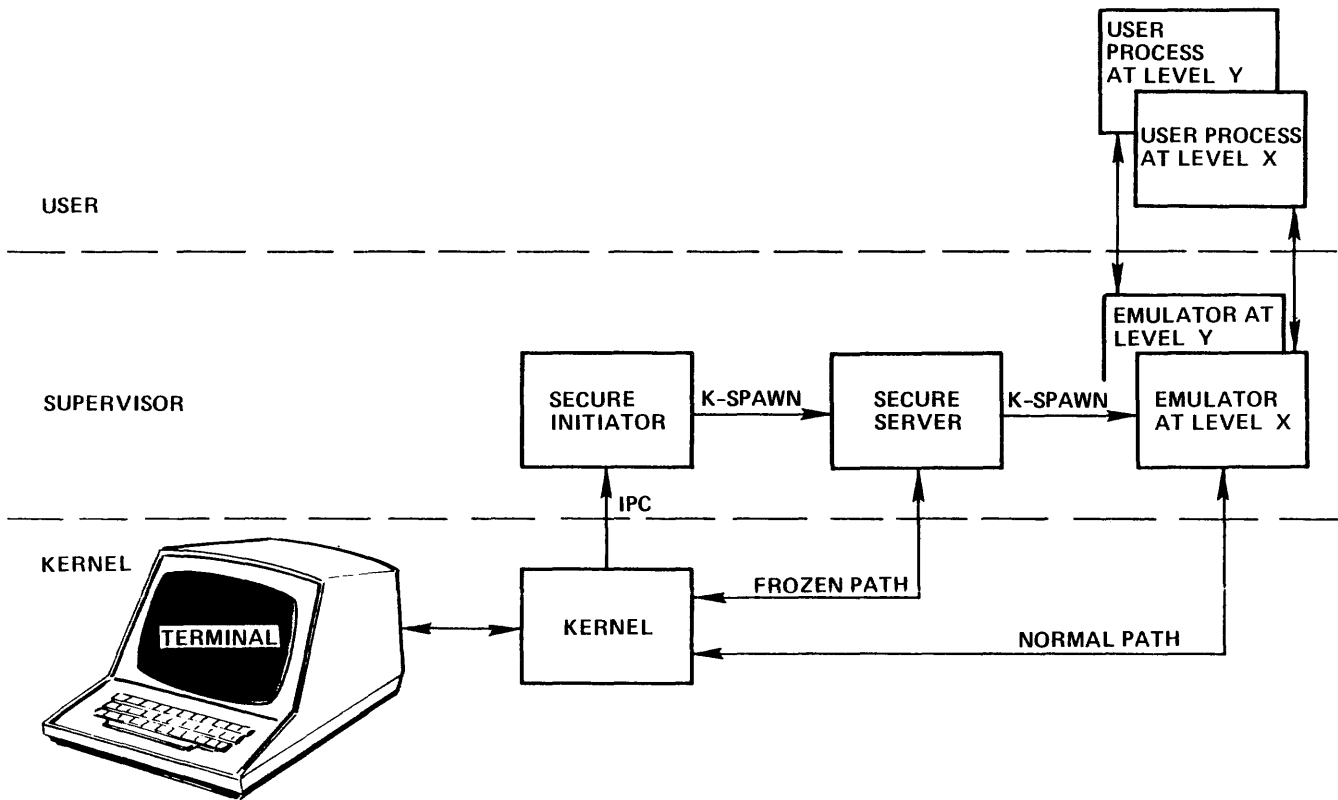 USER
PROCESS
AT LEVEL Y
USER PROCESS
AT LEVEL X
USER
EMULATOR AT
LEVEL Y
SUPERVISOR
SECURE
INITIATOR
K-SPAWN
SECURE
SERVER
K-SPAWN
EMULATOR
AT LEVEL X
IPC
KERNEL
TERMINAL
KERNEL
FROZEN PATH
NORMAL PATH